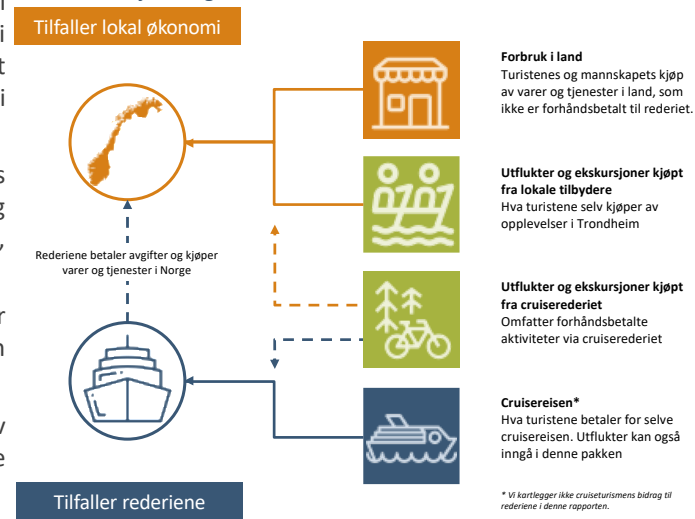 Tilfaller lokal økonomi
Forbruk i land
Turistenes og mannskapets kjøp
av varer og tjenester i land, som
ikke er forhåndsbetalt til rederiet.
Utflukter og ekskursjoner kjøpt
fra lokale tilbydere
Hva turistene selv kjøper av
opplevelser i Trondheim
Rederiene betaler avgifter og kjøper
varer og tjenester i Norge
Utflukter og ekskursjoner kjøpt
fra cruiserederiet
Omfatter forhåndsbetalte
aktiviteter via cruiserederiet
Cruisereisen*
Hva turistene betaler for selve
cruisereisen. Utflukter kan også
inngå i denne pakken
Tilfaller rederiene
* Vi kartlegger ikke cruiseturismens bidrag til
rederiene i denne rapporten.